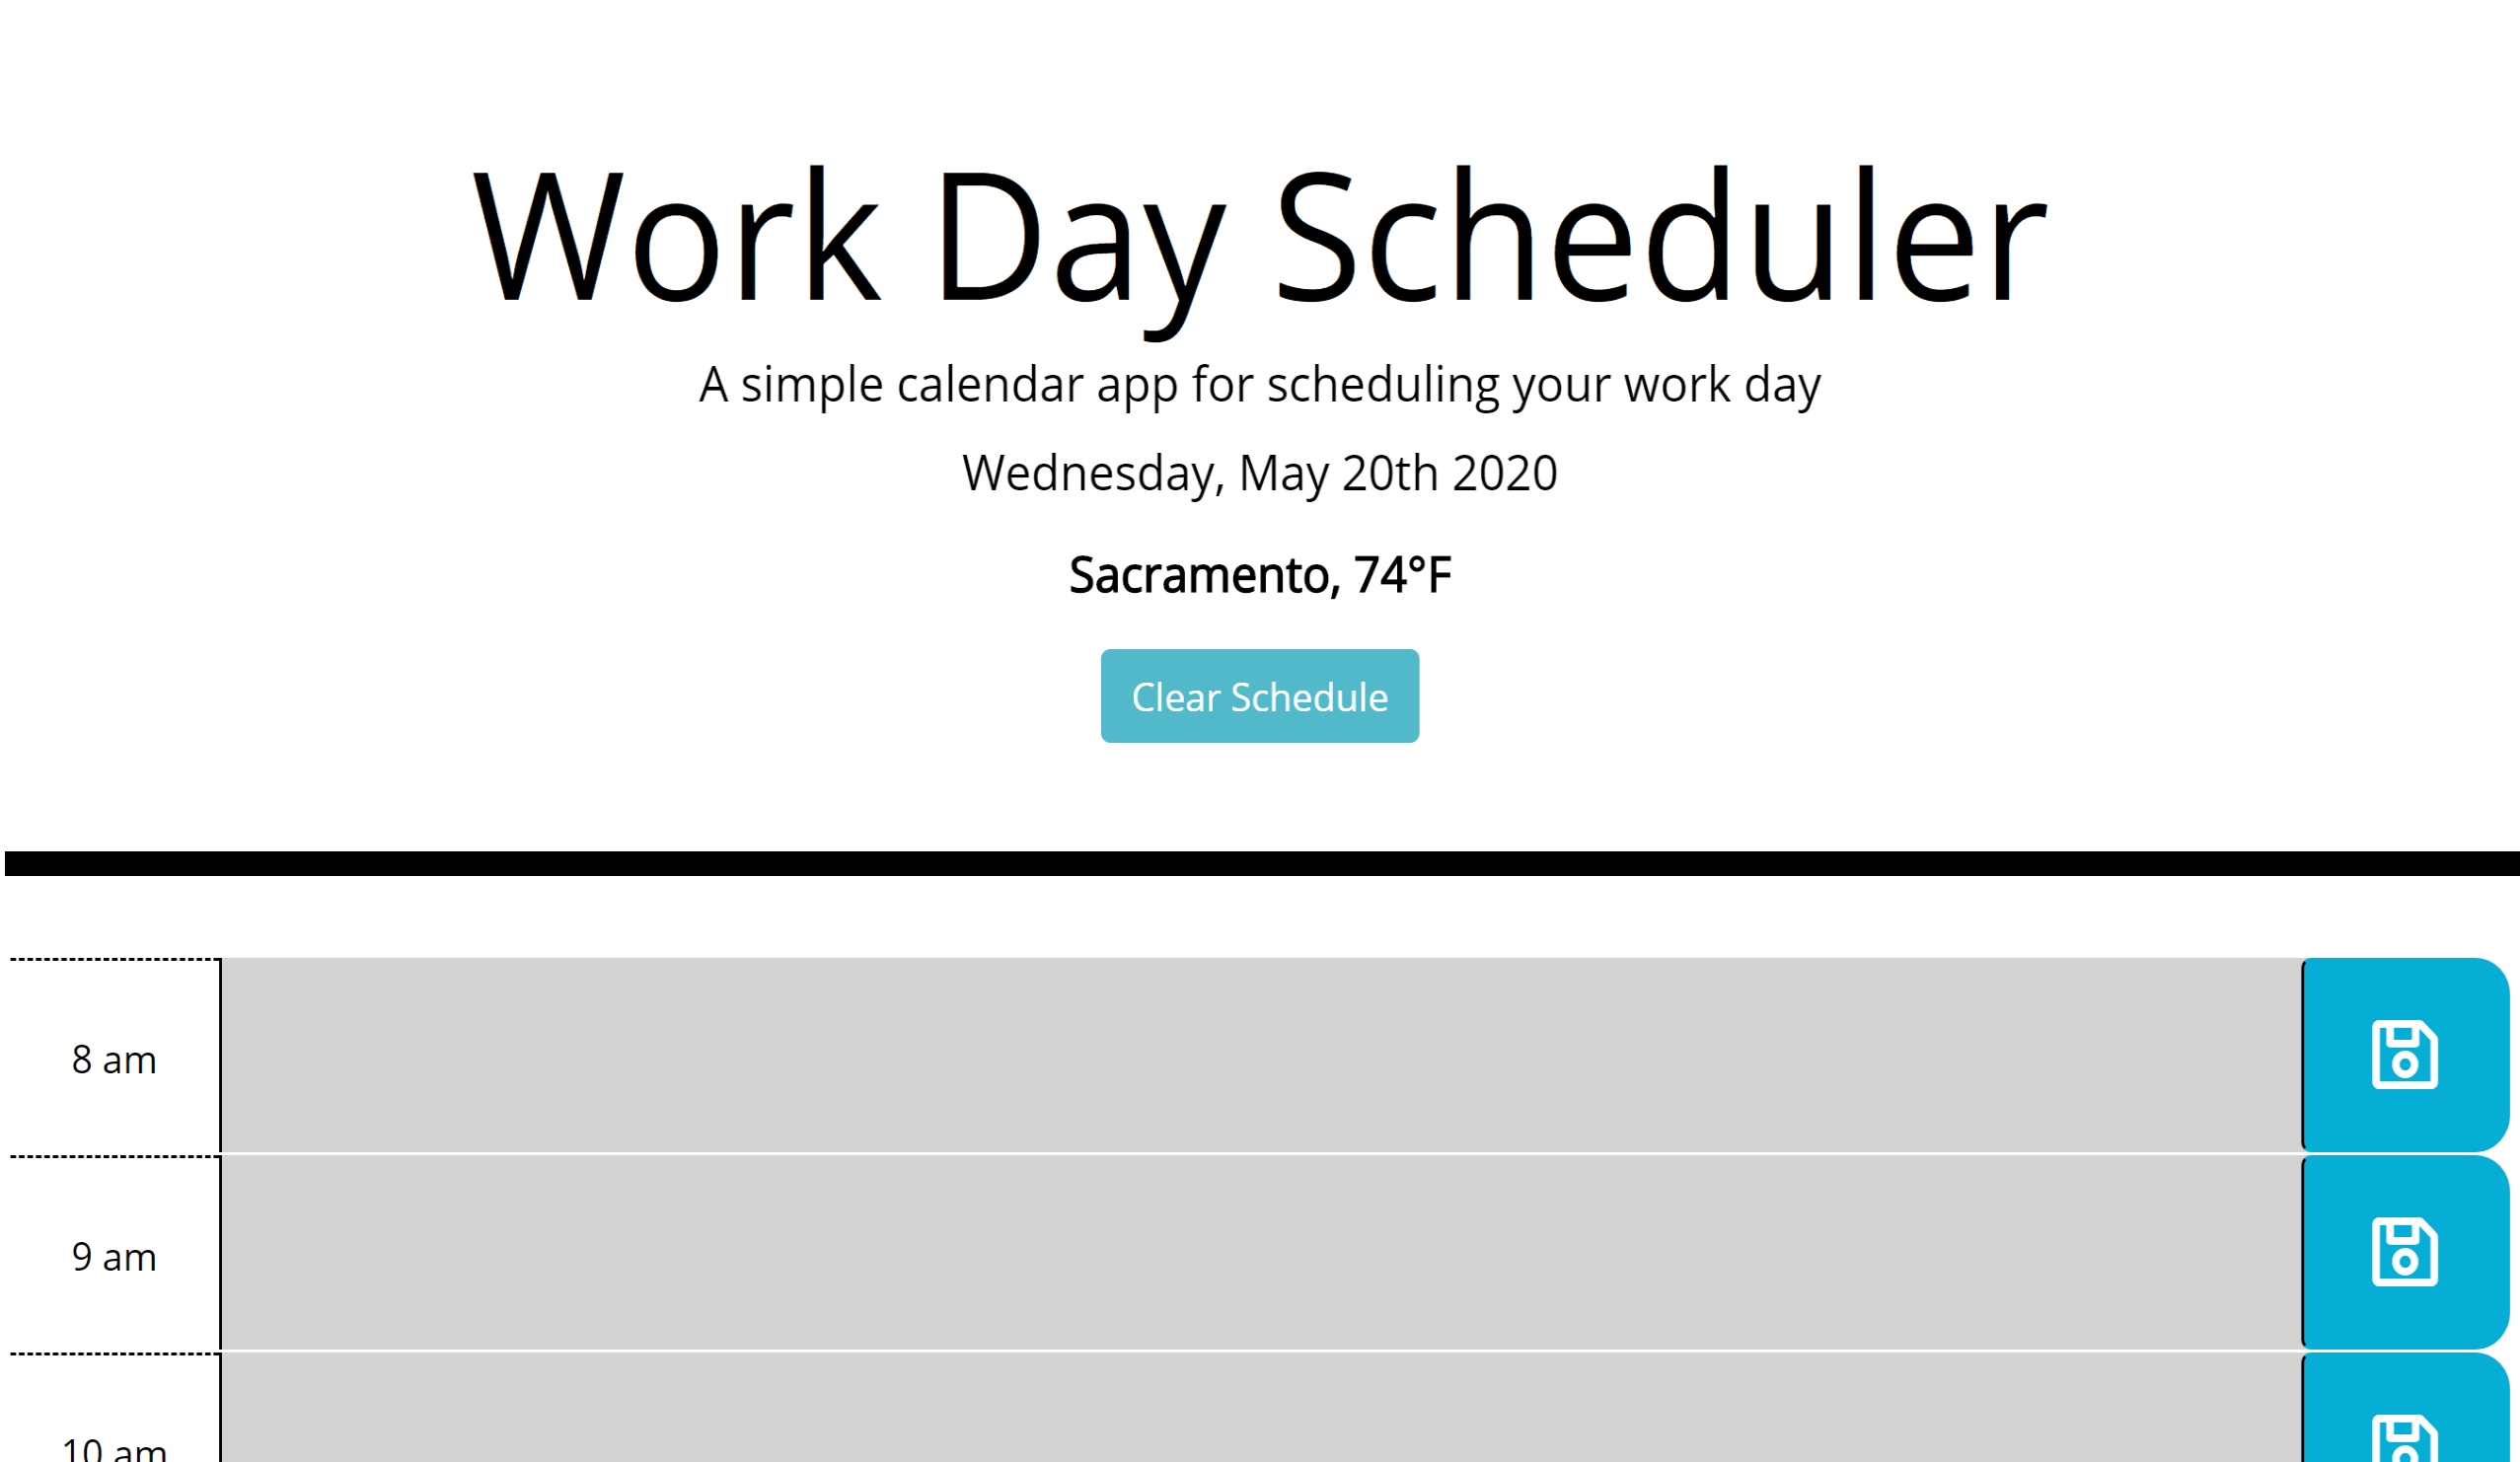 Work Day Scheduler
A simple calendar app for scheduling your work day
Wednesday, May 20th 2020
Sacramento, 74°F
Clear Schedule
8 am
9 am
10 am